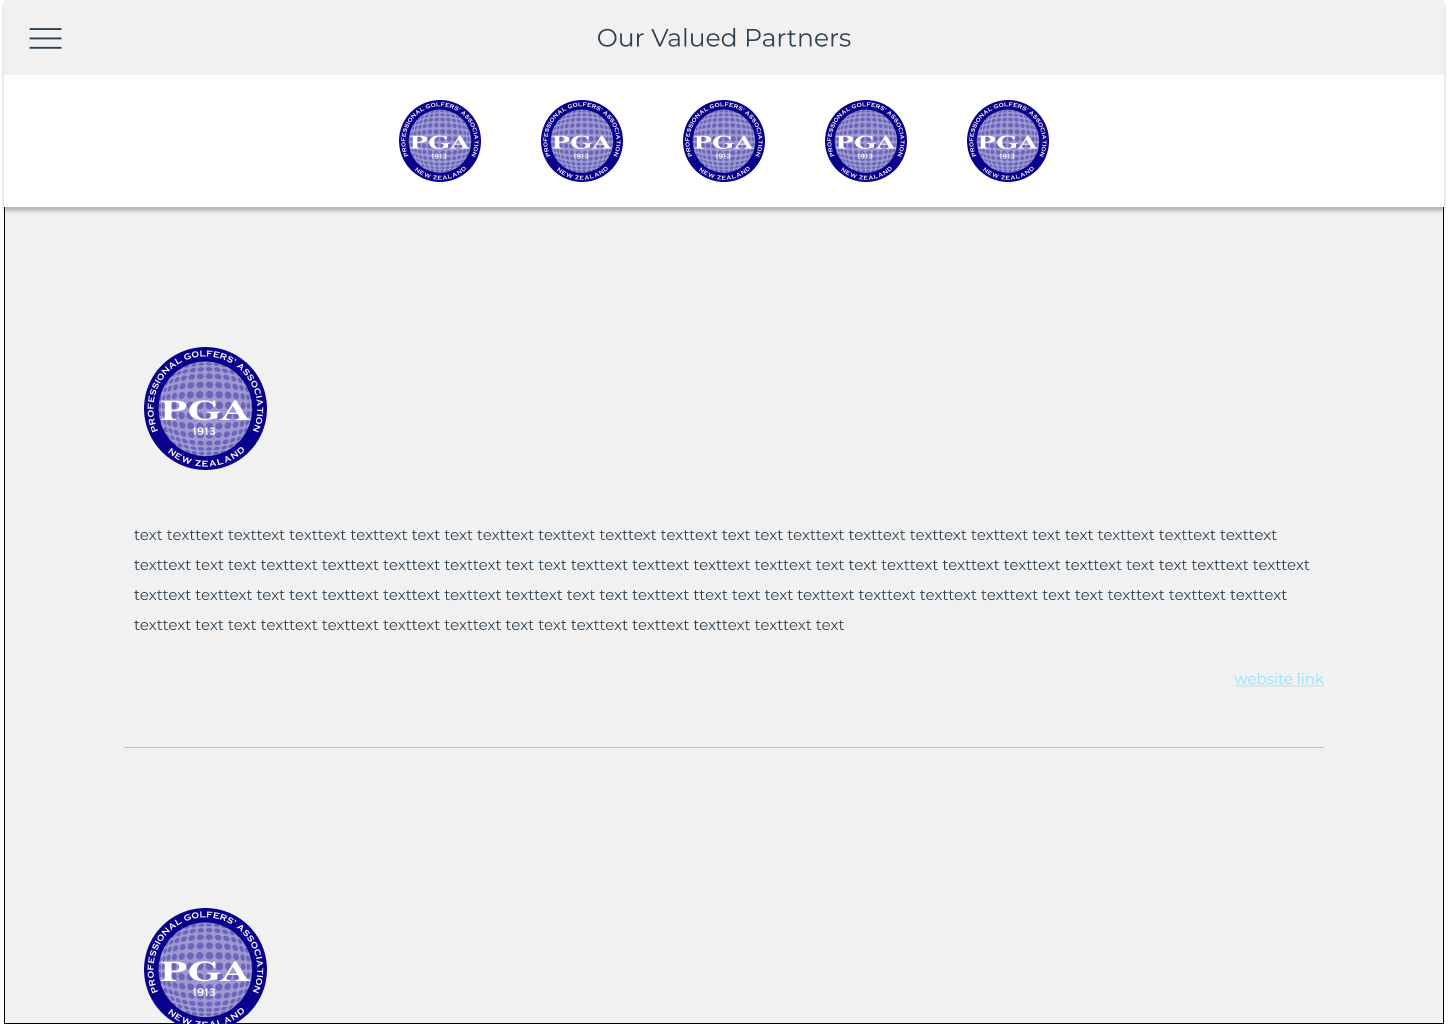 Our Valued Partners
PROFESSIONAL GOLFERS' ASSOCIATION
PGA
1913
NEW ZEALAND
PROFESSIONAL GOLFERS' ASSOCIATION
PGA
1913
NEW ZEALAND
PROFESSIONAL GOLFERS' ASSOCIATION
PGA
1913
NEW ZEALAND
PROFESSIONAL GOLFERS' ASSOCIATION
PGA
1913
NEW ZEALAND
PROFESSIONAL GOLFERS' ASSOCIATION
PGA
1913
NEW ZEALAND
PROFESSIONAL GOLFERS' ASSOCIATION
PGA
1913
NEW ZEALAND
text texttext texttext texttext texttext text text texttext texttext texttext texttext text text texttext texttext texttext texttext text text texttext texttext texttext
texttext text text texttext texttext texttext texttext text text texttext texttext texttext texttext text text texttext texttext texttext texttext text text texttext texttext
texttext texttext text text texttext texttext texttext texttext text text texttext ttext text text texttext texttext texttext texttext text text texttext texttext texttext
texttext text text texttext texttext texttext texttext text text texttext texttext texttext texttext text
website link
PROFESSIONAL GOLFERS' ASSOCIATION
PGA
1913
NEW ZEALAND